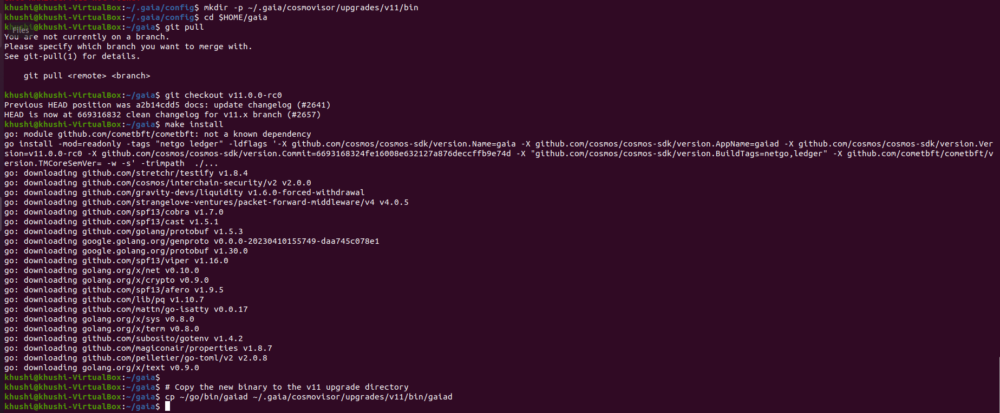 khushi@khushi-VirtualBox:~/.gaia/config$ mkdir -p ~/.gaia/cosmovisor/upgrades/v11/bin
khushi@khushi-VirtualBox:~/.gaia/config$ cd $HOME/gaia
khushi@khushi-VirtualBox:~/gaia$ git pull
Files
You are not currently on a branch.
Please specify which branch you want to merge with.
See git-pull(1) for details.
git pull <remote> <branch>
khushi@khushi-VirtualBox:~/gaia$ git checkout v11.0.0-rc0
Previous HEAD position was a2b14cdd5 docs: update changelog (#2641)
HEAD is now at 669316832 clean changelog for v11.x branch (#2657)
khushi@khushi-VirtualBox:~/gaia$ make install
go: module github.com/cometbft/cometbft: not a known dependency
go install -mod=readonly -tags "netgo ledger" -ldflags '-X github.com/cosmos/cosmos-sdk/version.Name=gaia -X github.com/cosmos/cosmos-sdk/version.AppName=gaiad -X github.com/cosmos/cosmos-sdk/version.Ver
sion=v11.0.0-rc0 -X github.com/cosmos/cosmos-sdk/version.Commit=6693168324fe16008e632127a876deccffb9e74d -X "github.com/cosmos/cosmos-sdk/version.BuildTags=netgo,ledger" -X github.com/cometbft/cometbft/v
ersion.TMCoreSemVer= -w -s' -trimpath  ./...
go: downloading github.com/stretchr/testify v1.8.4
go: downloading github.com/cosmos/interchain-security/v2 v2.0.0
go: downloading github.com/gravity-devs/liquidity v1.6.0-forced-withdrawal
go: downloading github.com/strangelove-ventures/packet-forward-middleware/v4 v4.0.5
go: downloading github.com/spf13/cobra v1.7.0
go: downloading github.com/spf13/cast v1.5.1
go: downloading github.com/golang/protobuf v1.5.3
go: downloading google.golang.org/genproto v0.0.0-20230410155749-daa745c078e1
go: downloading google.golang.org/protobuf v1.30.0
go: downloading github.com/spf13/viper v1.16.0
go: downloading golang.org/x/net v0.10.0
go: downloading golang.org/x/crypto v0.9.0
go: downloading github.com/spf13/afero v1.9.5
go: downloading github.com/lib/pq v1.10.7
go: downloading github.com/mattn/go-isatty v0.0.17
go: downloading golang.org/x/sys v0.8.0
go: downloading golang.org/x/term v0.8.0
go: downloading github.com/subosito/gotenv v1.4.2
go: downloading github.com/magiconair/properties v1.8.7
go: downloading github.com/pelletier/go-toml/v2 v2.0.8
go: downloading golang.org/x/text v0.9.0
khushi@khushi-VirtualBox:~/gaia$
khushi@khushi-VirtualBox:~/gaia$ # Copy the new binary to the v11 upgrade directory
khushi@khushi-VirtualBox:~/gaia$ cp ~/go/bin/gaiad ~/.gaia/cosmovisor/upgrades/v11/bin/gaiad
khushi@khushi-VirtualBox:~/gaia$